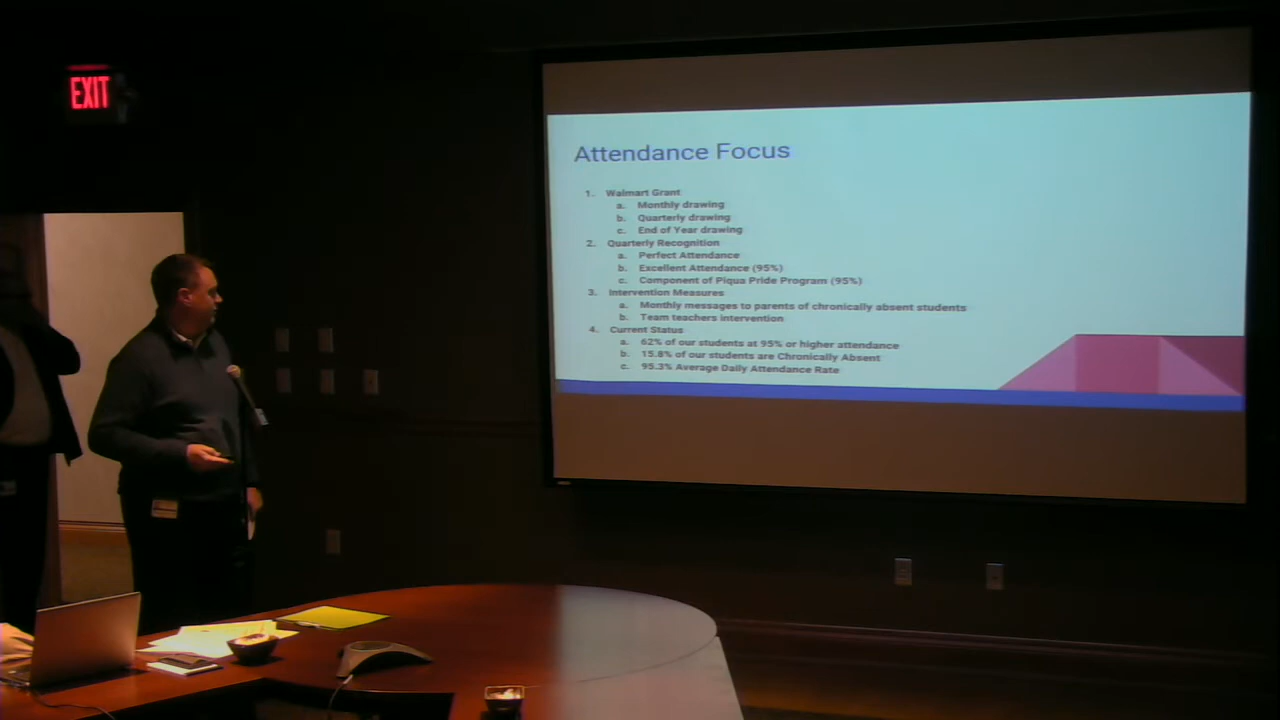 EXIT
Attendance Focus
1. Walmart Grant
a. Monthly drawing
b. Quarterly drawing
c. End of Year drawing
2. Quarterly Recognition
a. Perfect Attendance
b. Excellent Attendance (95%)
c. Component of Piqua Pride Program (95%)
3. Intervention Measures
a. Monthly messages to parents of chronically absent students
b. Team teachers intervention
4. Current Status
a. 62% of our students at 95% or higher attendance
b. 15.8% of our students are Chronically Absent
c. 95.3% Average Daily Attendance Rate